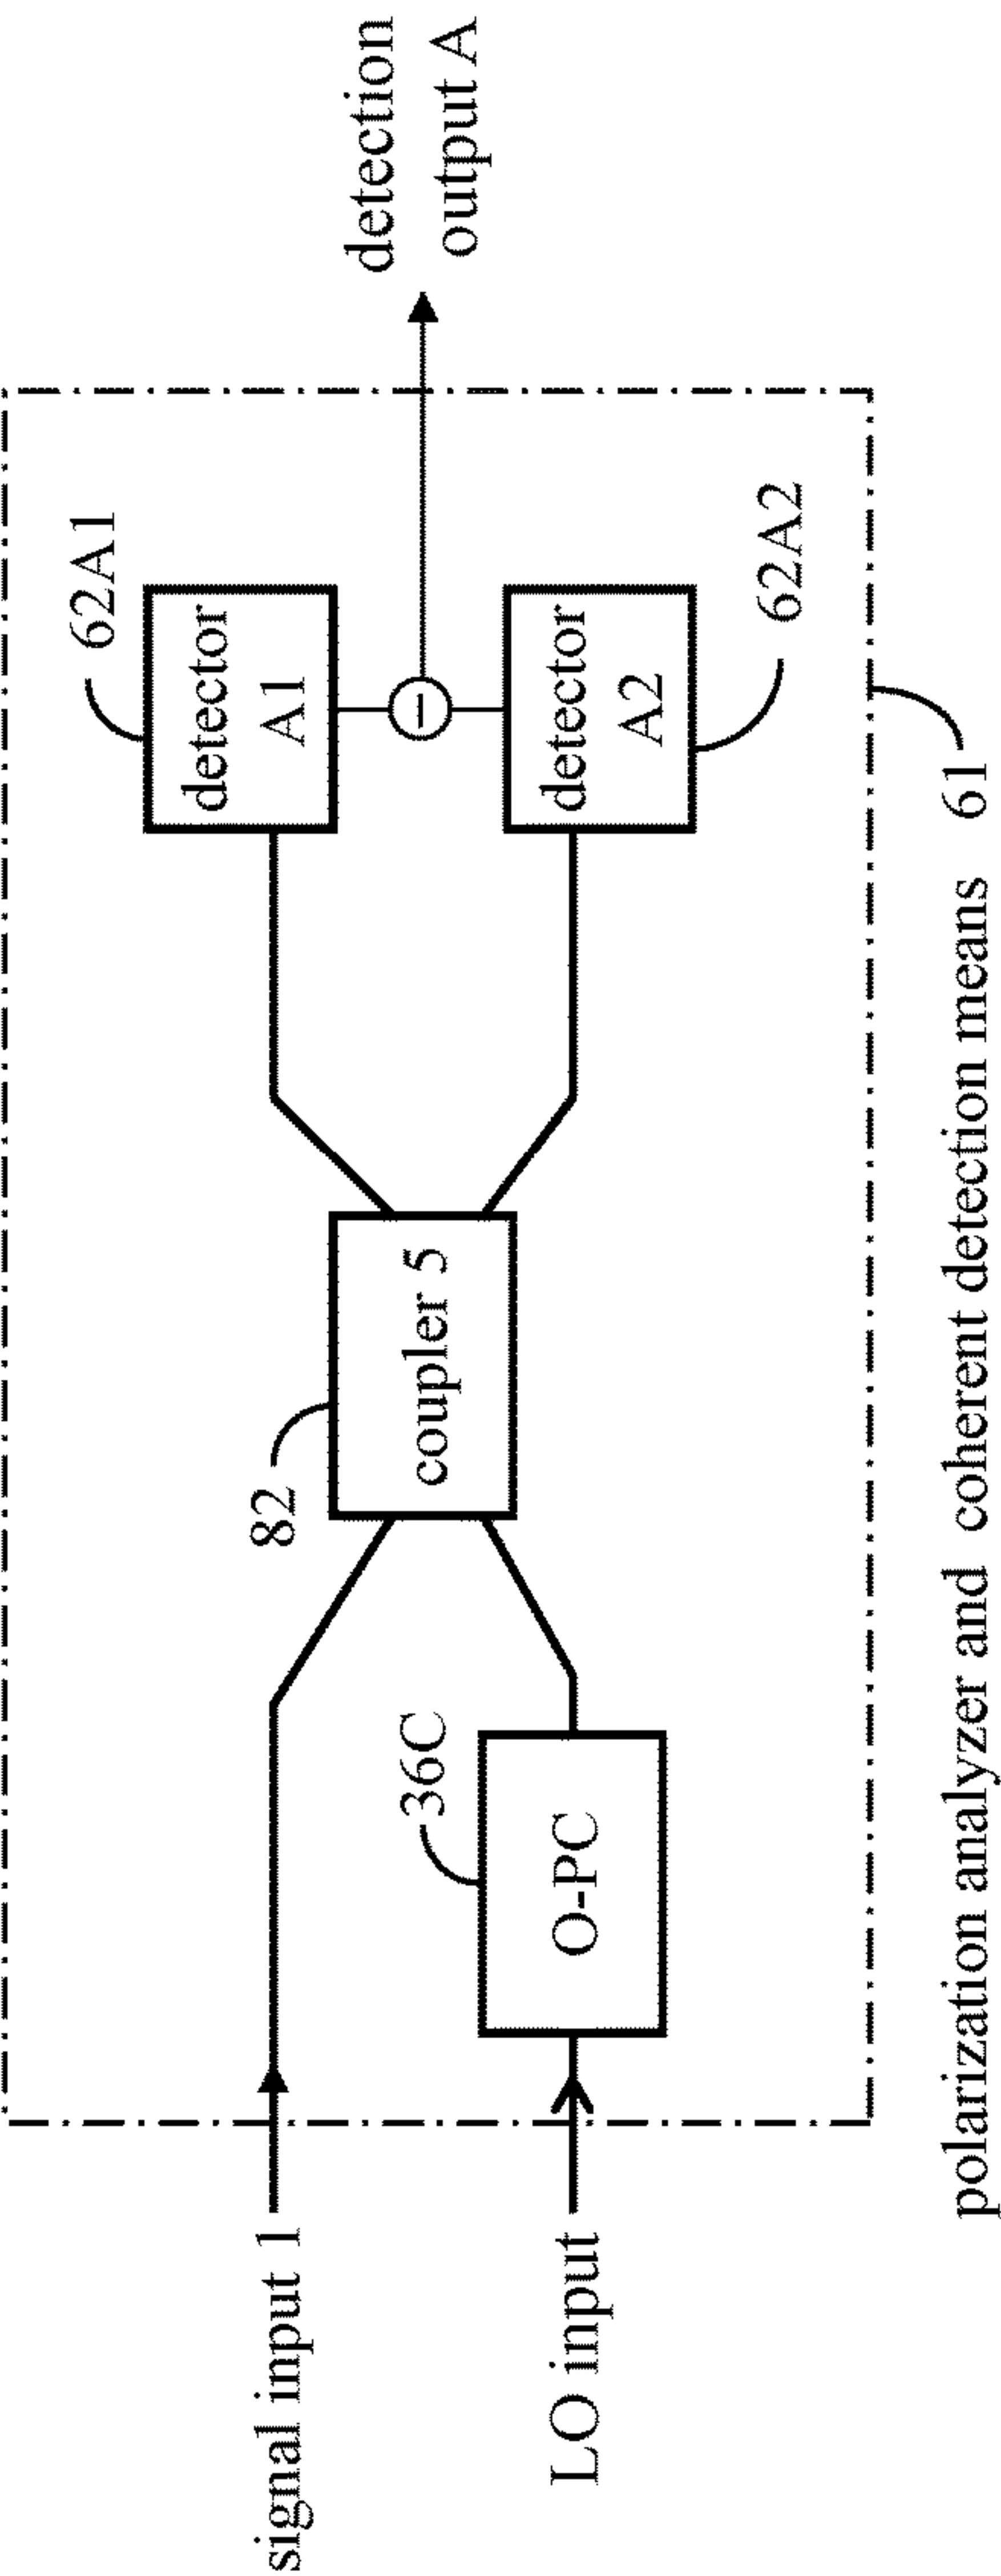 signal input 1
LO input
36C
O-PC
82
coupler 5
62A1
detector
A1
−
detector
A2
62A2
detection
output A
polarization analyzer and coherent detection means 61